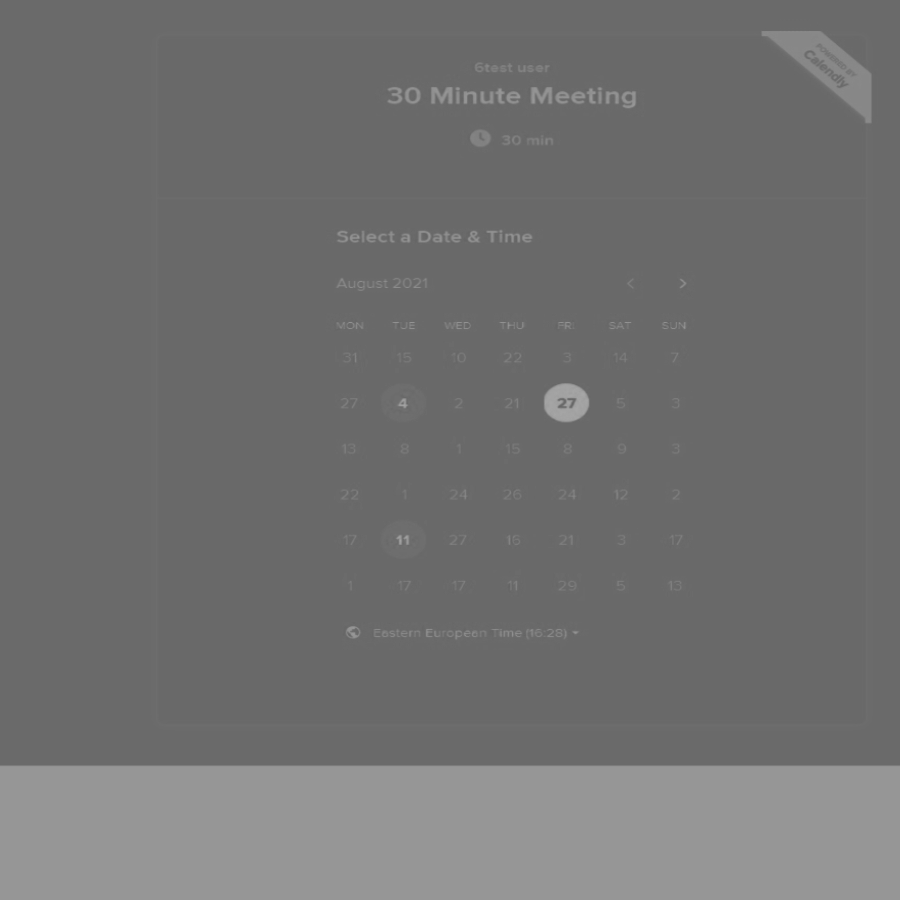 POWERED BY
Calendly
6test user
30 Minute Meeting
30 min
Select a Date & Time
August 2021
MON TUE WED THU FRI SAT SUN
31 15 10 22 3 14 7
27 4 2 21 27 5 3
13 8 1 15 8 9 3
22 1 24 26 24 12 2
17 11 27 16 21 3 17
1 17 17 11 29 5 13
Eastern European Time (16:28)